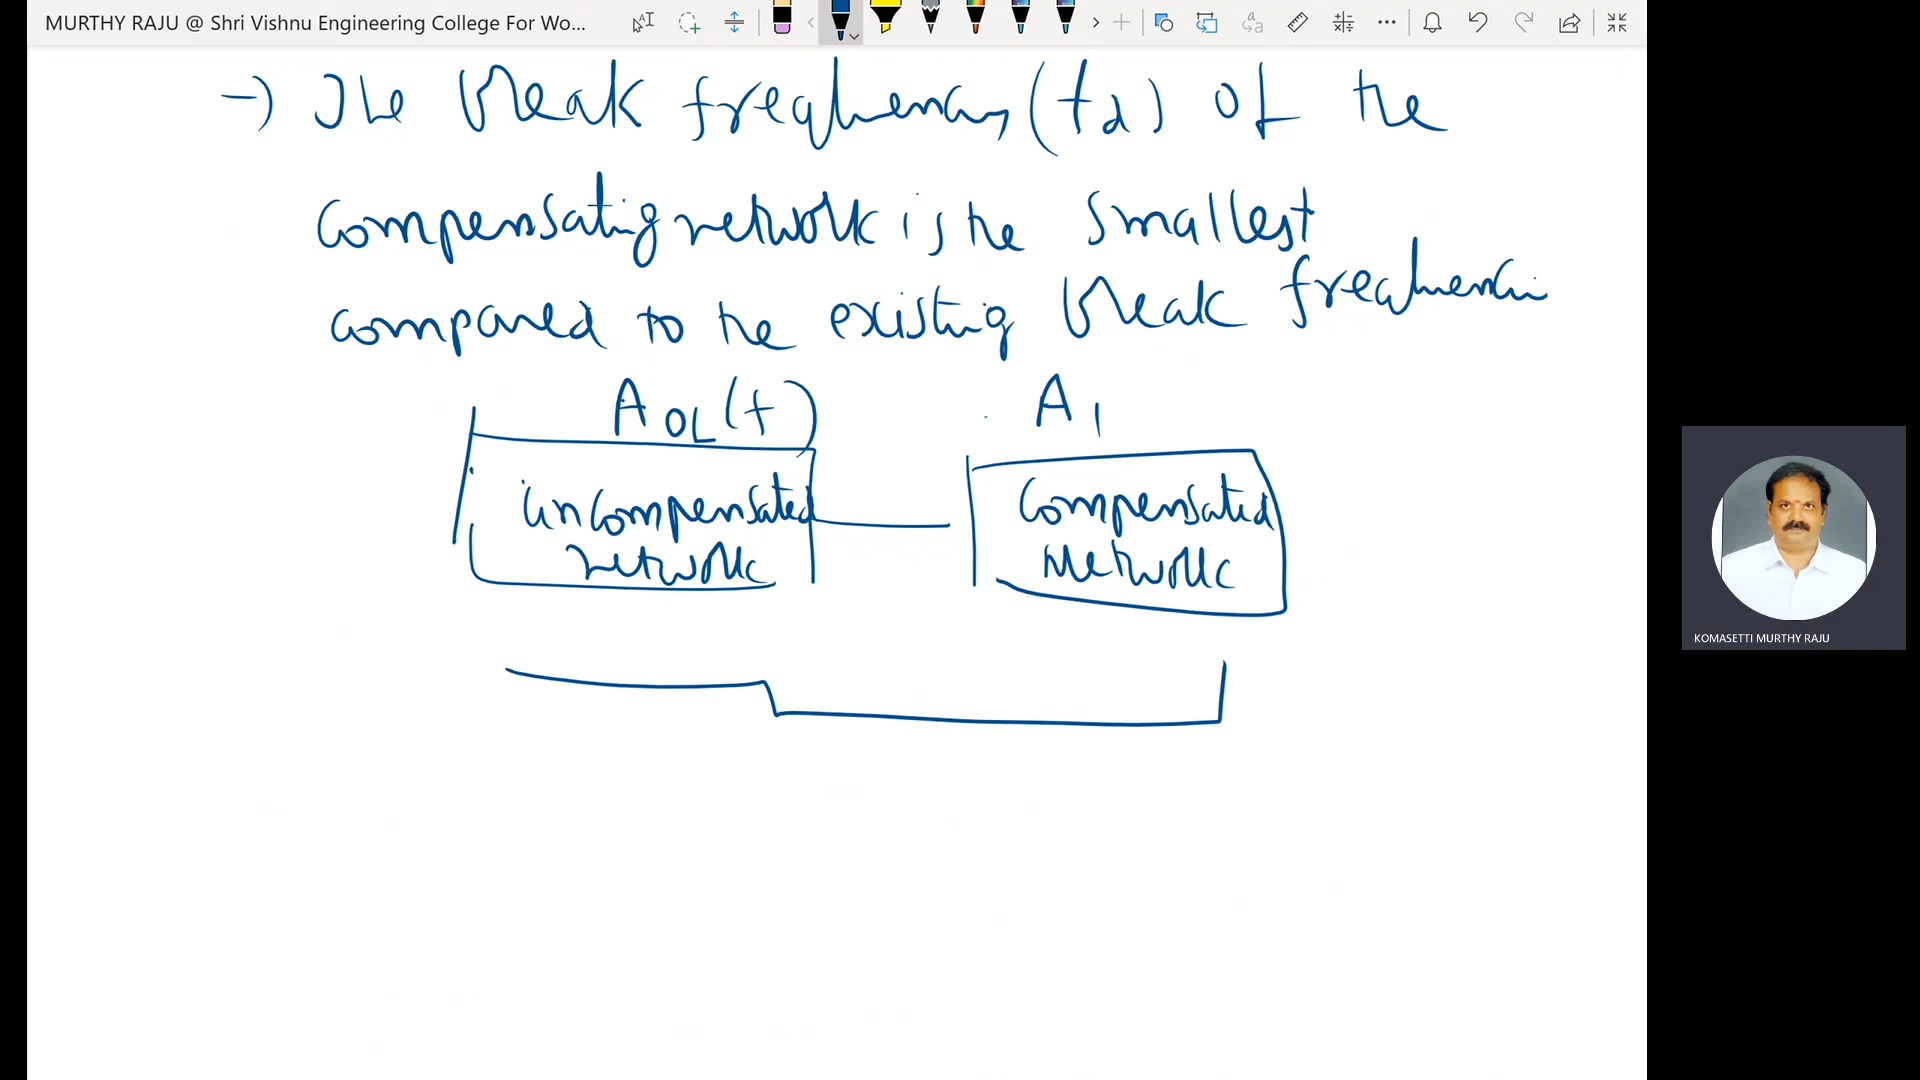 MURTHY RAJU @ Shri Vishnu Engineering College For Wo...
→ The break frequency (fd) of the
compensating network is the smallest
compared to the existing break frequenci
AOL(f) A1
Uncompensated Compensated
network Network
KOMASETTI MURTHY RAJU